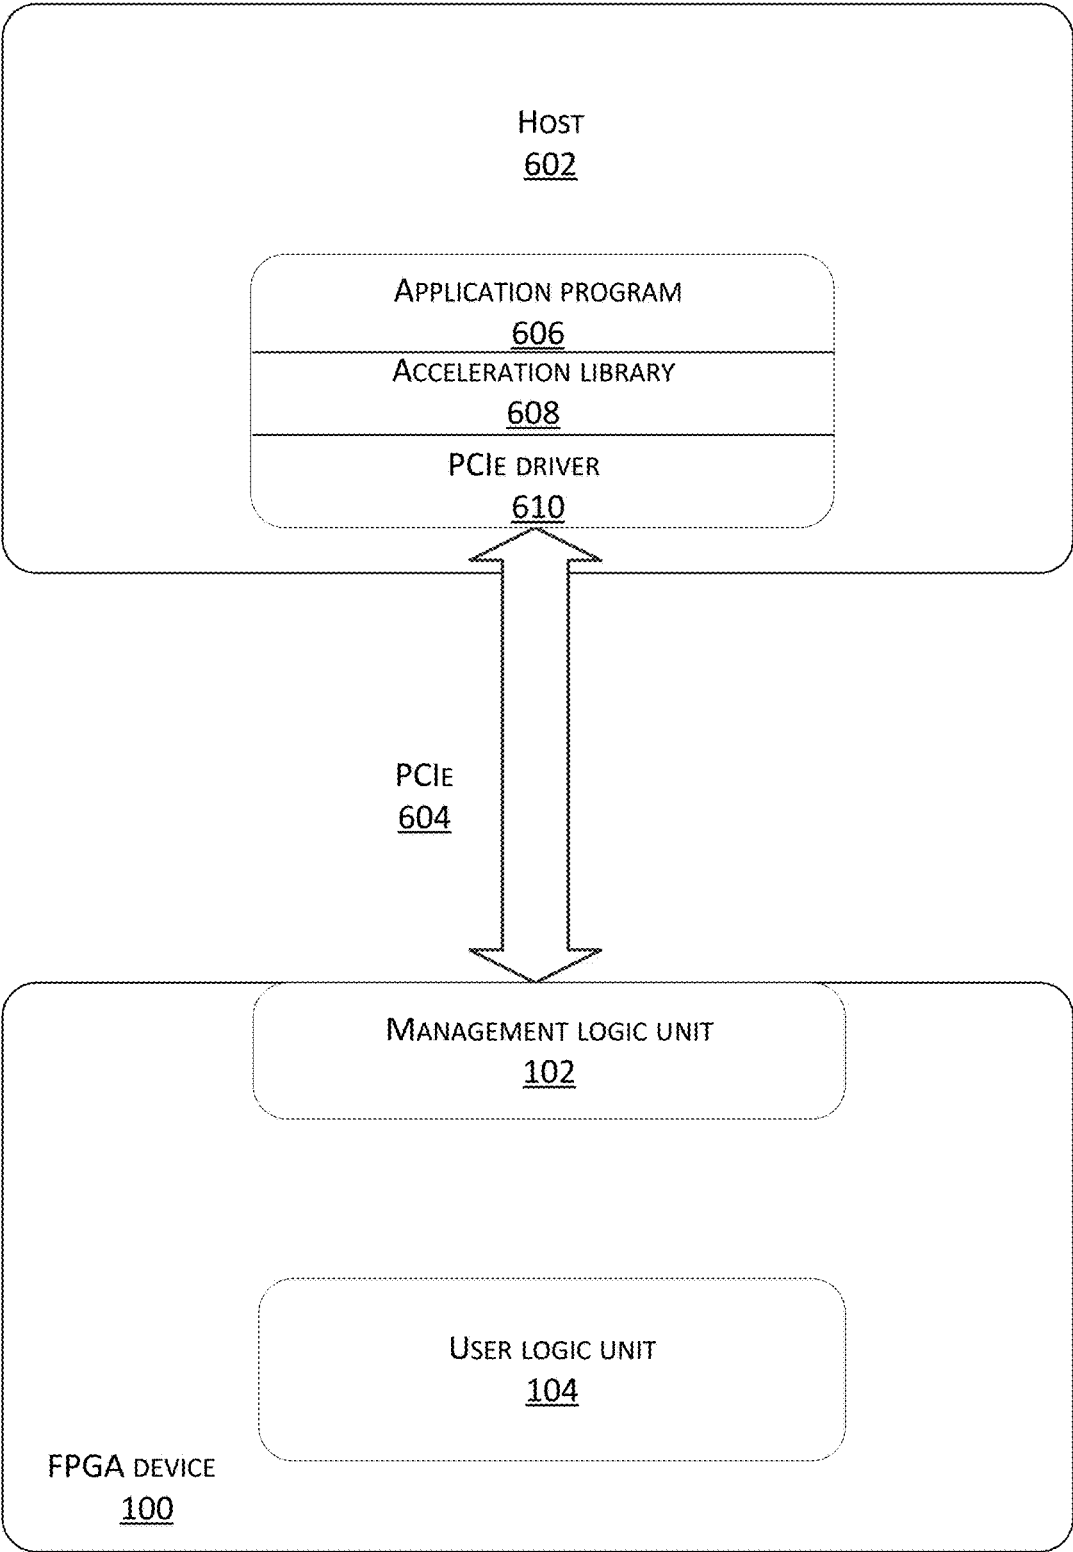 HOST
602
APPLICATION PROGRAM
606
ACCELERATION LIBRARY
608
PCIE DRIVER
610
PCIE
604
MANAGEMENT LOGIC UNIT
102
USER LOGIC UNIT
104
FPGA DEVICE
100